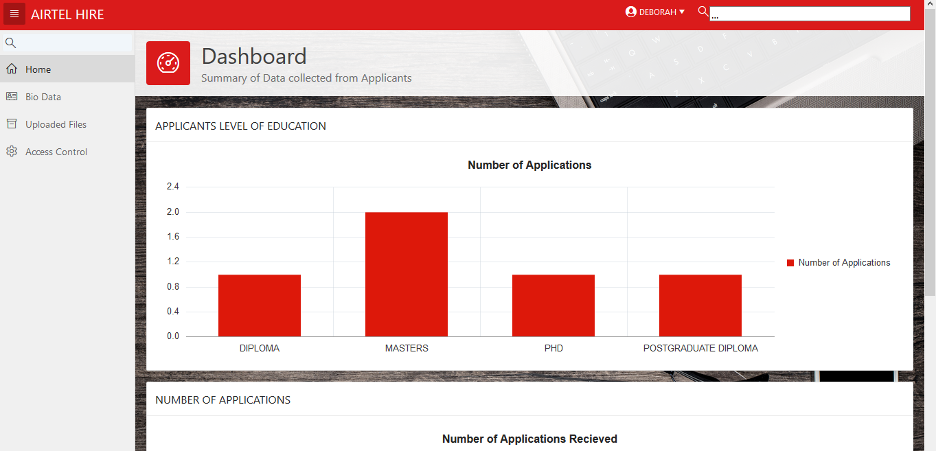 AIRTEL HIRE
DEBORAH
...
Home
Bio Data
Uploaded Files
Access Control
Dashboard
Summary of Data collected from Applicants
APPLICANTS LEVEL OF EDUCATION
Number of Applications
2.4
2.0
1.6
1.2
0.8
0.4
0.0
DIPLOMA MASTERS PHD POSTGRADUATE DIPLOMA
Number of Applications
NUMBER OF APPLICATIONS
Number of Applications Recieved